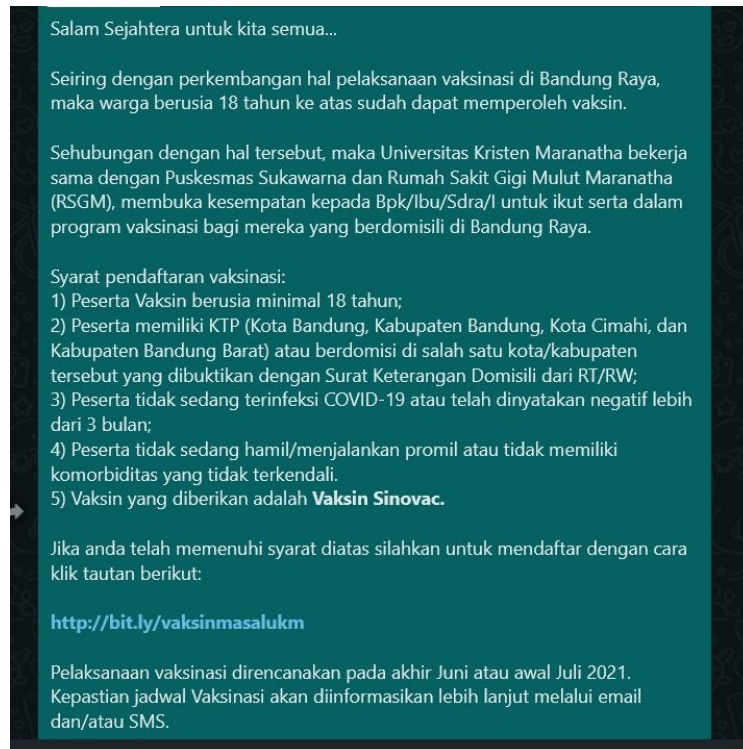 Salam Sejahtera untuk kita semua...
Seiring dengan perkembangan hal pelaksanaan vaksinasi di Bandung Raya,
maka warga berusia 18 tahun ke atas sudah dapat memperoleh vaksin.
Sehubungan dengan hal tersebut, maka Universitas Kristen Maranatha bekerja
sama dengan Puskesmas Sukawarna dan Rumah Sakit Gigi Mulut Maranatha
(RSGM), membuka kesempatan kepada Bpk/Ibu/Sdra/I untuk ikut serta dalam
program vaksinasi bagi mereka yang berdomisili di Bandung Raya.
Syarat pendaftaran vaksinasi:
1) Peserta Vaksin berusia minimal 18 tahun;
2) Peserta memiliki KTP (Kota Bandung, Kabupaten Bandung, Kota Cimahi, dan
Kabupaten Bandung Barat) atau berdomisi di salah satu kota/kabupaten
tersebut yang dibuktikan dengan Surat Keterangan Domisili dari RT/RW;
3) Peserta tidak sedang terinfeksi COVID-19 atau telah dinyatakan negatif lebih
dari 3 bulan;
4) Peserta tidak sedang hamil/menjalankan promil atau tidak memiliki
komorbiditas yang tidak terkendali.
5) Vaksin yang diberikan adalah Vaksin Sinovac.
Jika anda telah memenuhi syarat diatas silahkan untuk mendaftar dengan cara
klik tautan berikut:
http://bit.ly/vaksinmasalukm
Pelaksanaan vaksinasi direncanakan pada akhir Juni atau awal Juli 2021.
Kepastian jadwal Vaksinasi akan diinformasikan lebih lanjut melalui email
dan/atau SMS.